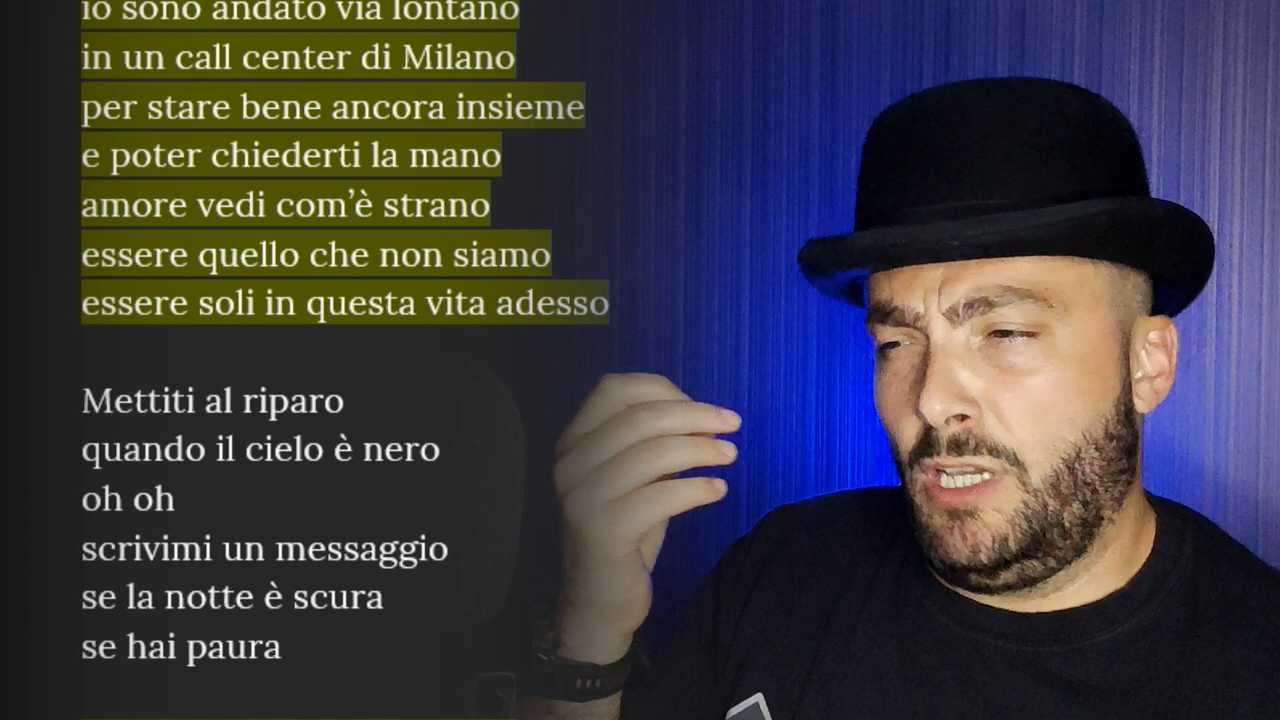 io sono andato via lontano
in un call center di Milano
per stare bene ancora insieme
e poter chiederti la mano
amore vedi com’è strano
essere quello che non siamo
essere soli in questa vita adesso
Mettiti al riparo
quando il cielo è nero
oh oh
scrivimi un messaggio
se la notte è scura
se hai paura